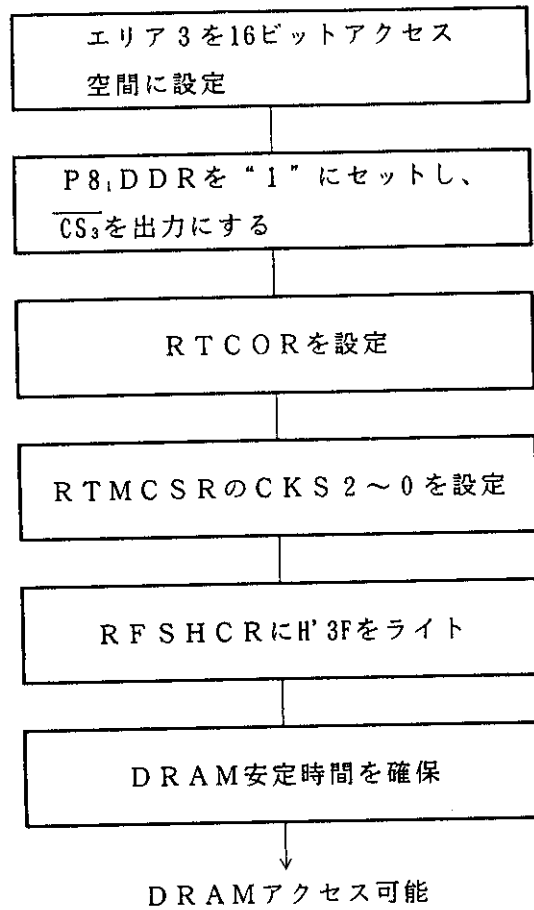 エリア3を16ビットアクセス
空間に設定
P8₁DDRを“1”にセットし、
CS₃を出力にする
RTCORを設定
RTMCSRのCKS2～0を設定
RFSHCRにH'3Fをライト
DRAM安定時間を確保
DRAMアクセス可能